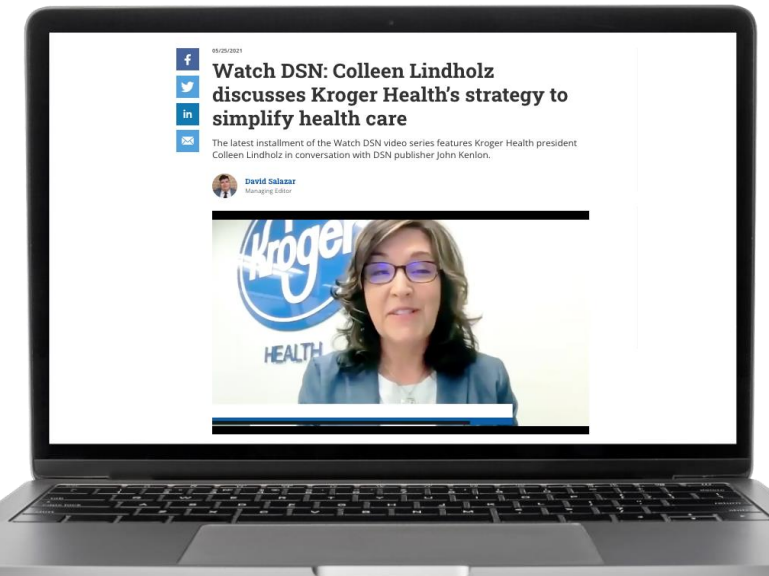 05/25/2021
Watch DSN: Colleen Lindholz
discusses Kroger Health's strategy to
simplify health care
The latest installment of the Watch DSN video series features Kroger Health president
Colleen Lindholz in conversation with DSN publisher John Kenlon.
David Salazar
Managing Editor
Kroger
HEALTH